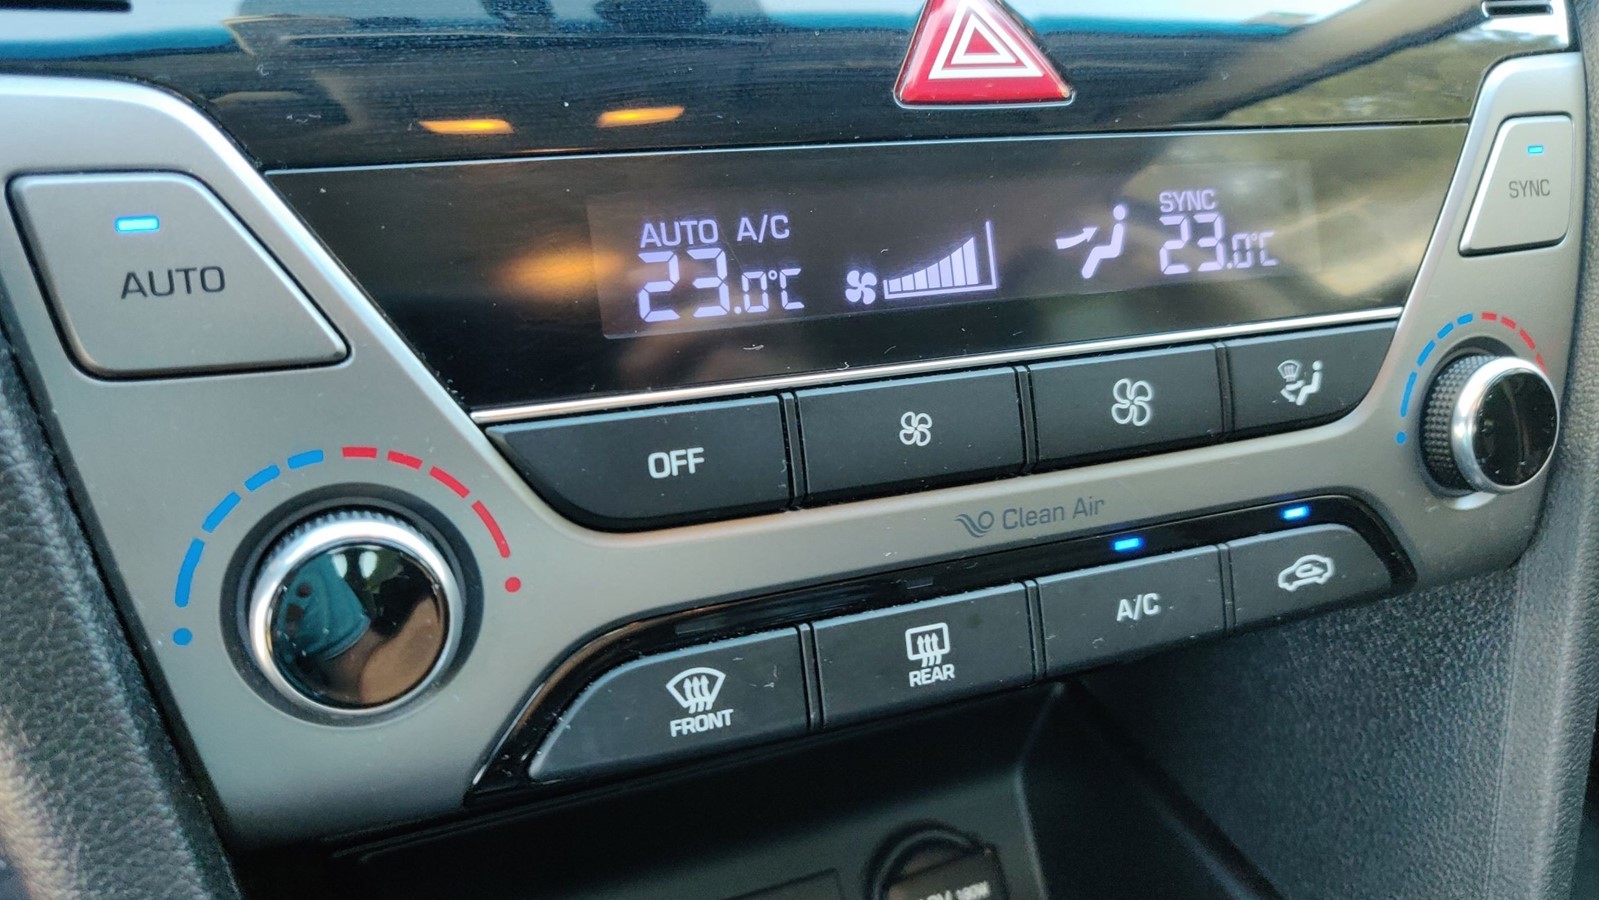 AUTO
AUTO A/C
23.0°C
SYNC
23.0°C
SYNC
OFF
Clean Air
FRONT
REAR
A/C